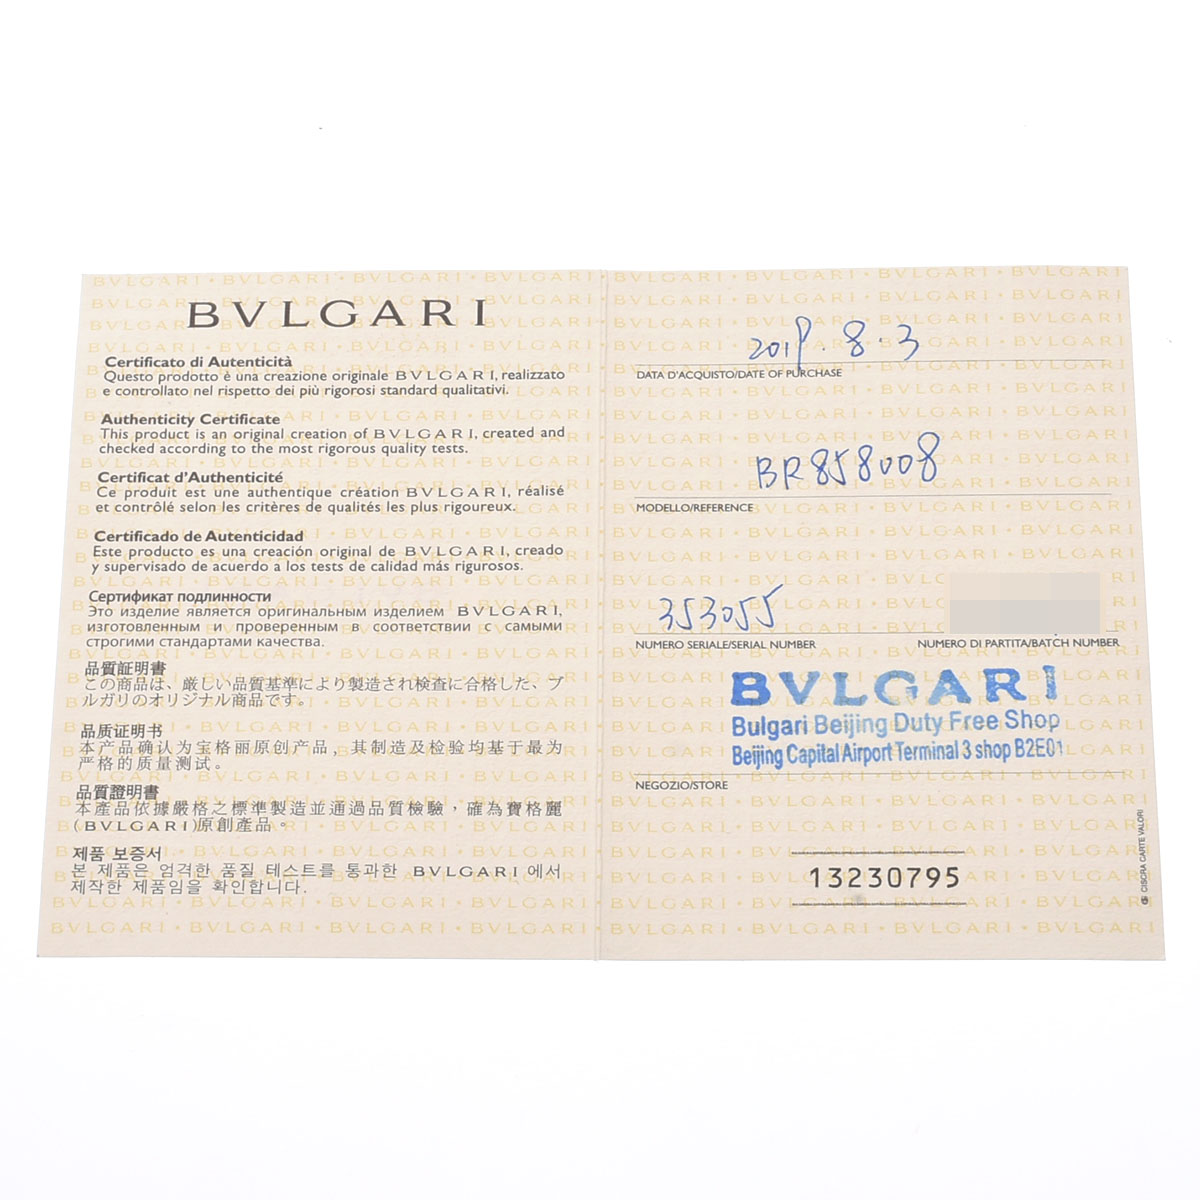 BVLGARI
Certificato di Autenticità
Questo prodotto è una creazione originale BVLGARI, realizzato
e controllato nel rispetto dei più rigorosi standard qualitativi.
Authenticity Certificate
This product is an original creation of BVLGARI, created and
checked according to the most rigorous quality tests.
Certificat d'Authenticité
Ce produit est une authentique création BVLGARI, réalisé
et contrôlé selon les critères de qualités les plus rigoureux.
Certificado de Autenticidad
Este producto es una creación original de BVLGARI, creado
y supervisado de acuerdo a los tests de calidad más rigurosos.
Сертификат подлинности
Это изделие является оригинальным изделием BVLGARI,
изготовленным и проверенным в соответствии с самыми
строгими стандартами качества.
品質証明書
この商品は、厳しい品質基準により製造され検査に合格した、ブ
ルガリのオリジナル商品です。
品质证明书
本产品确认为宝格丽原创产品，其制造及检验均基于最为
严格的质量测试。
品質證明書
本產品依據嚴格之標準製造並通過品質檢驗，確為寶格麗
(BVLGARI)原創產品。
제품 보증서
본 제품은 엄격한 품질 테스트를 통과한 BVLGARI에서
제작한 제품임을 확인합니다.
2019.8.3
DATA D'ACQUISTO/DATE OF PURCHASE
BR858008
MODELLO/REFERENCE
353055
NUMERO SERIALE/SERIAL NUMBER NUMERO DI PARTITA/BATCH NUMBER
BVLGARI
Bulgari Beijing Duty Free Shop
Beijing Capital Airport Terminal 3 shop B2E01
NEGOZIO/STORE
13230795
CISCRA CARTE VALORI